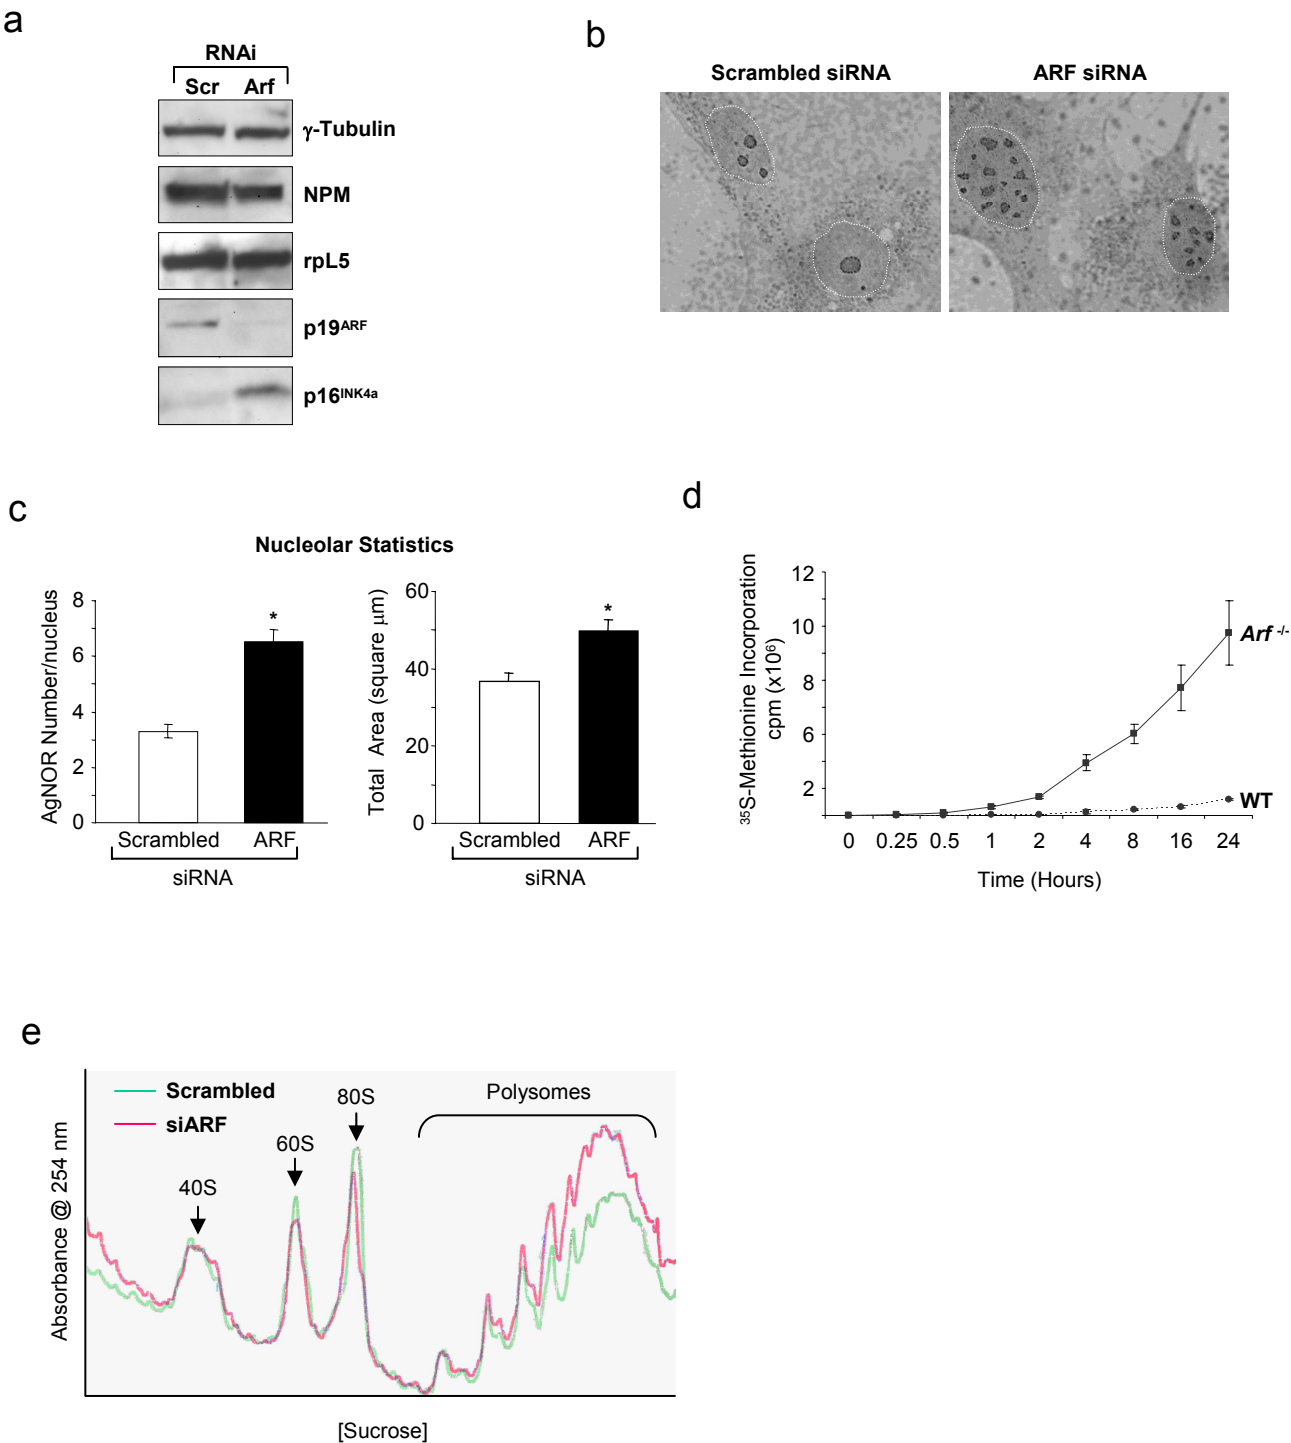 a
RNAi
Scr Arf
γ-Tubulin
NPM
rpL5
p19ARF
p16INK4a
b
Scrambled siRNA ARF siRNA
c
Nucleolar Statistics
AgNOR Number/nucleus
8
6
4
2
0
*
Scrambled ARF
siRNA
Total Area (square μm)
60
40
20
0
*
Scrambled ARF
siRNA
d
35S-Methionine Incorporation
cpm (x10⁶)
12
10
8
6
2
Arf -/-
WT
0 0.25 0.5 1 2 4 8 16 24
Time (Hours)
e
Absorbance @ 254 nm
Scrambled
siARF
40S
60S
80S
Polysomes
[Sucrose]